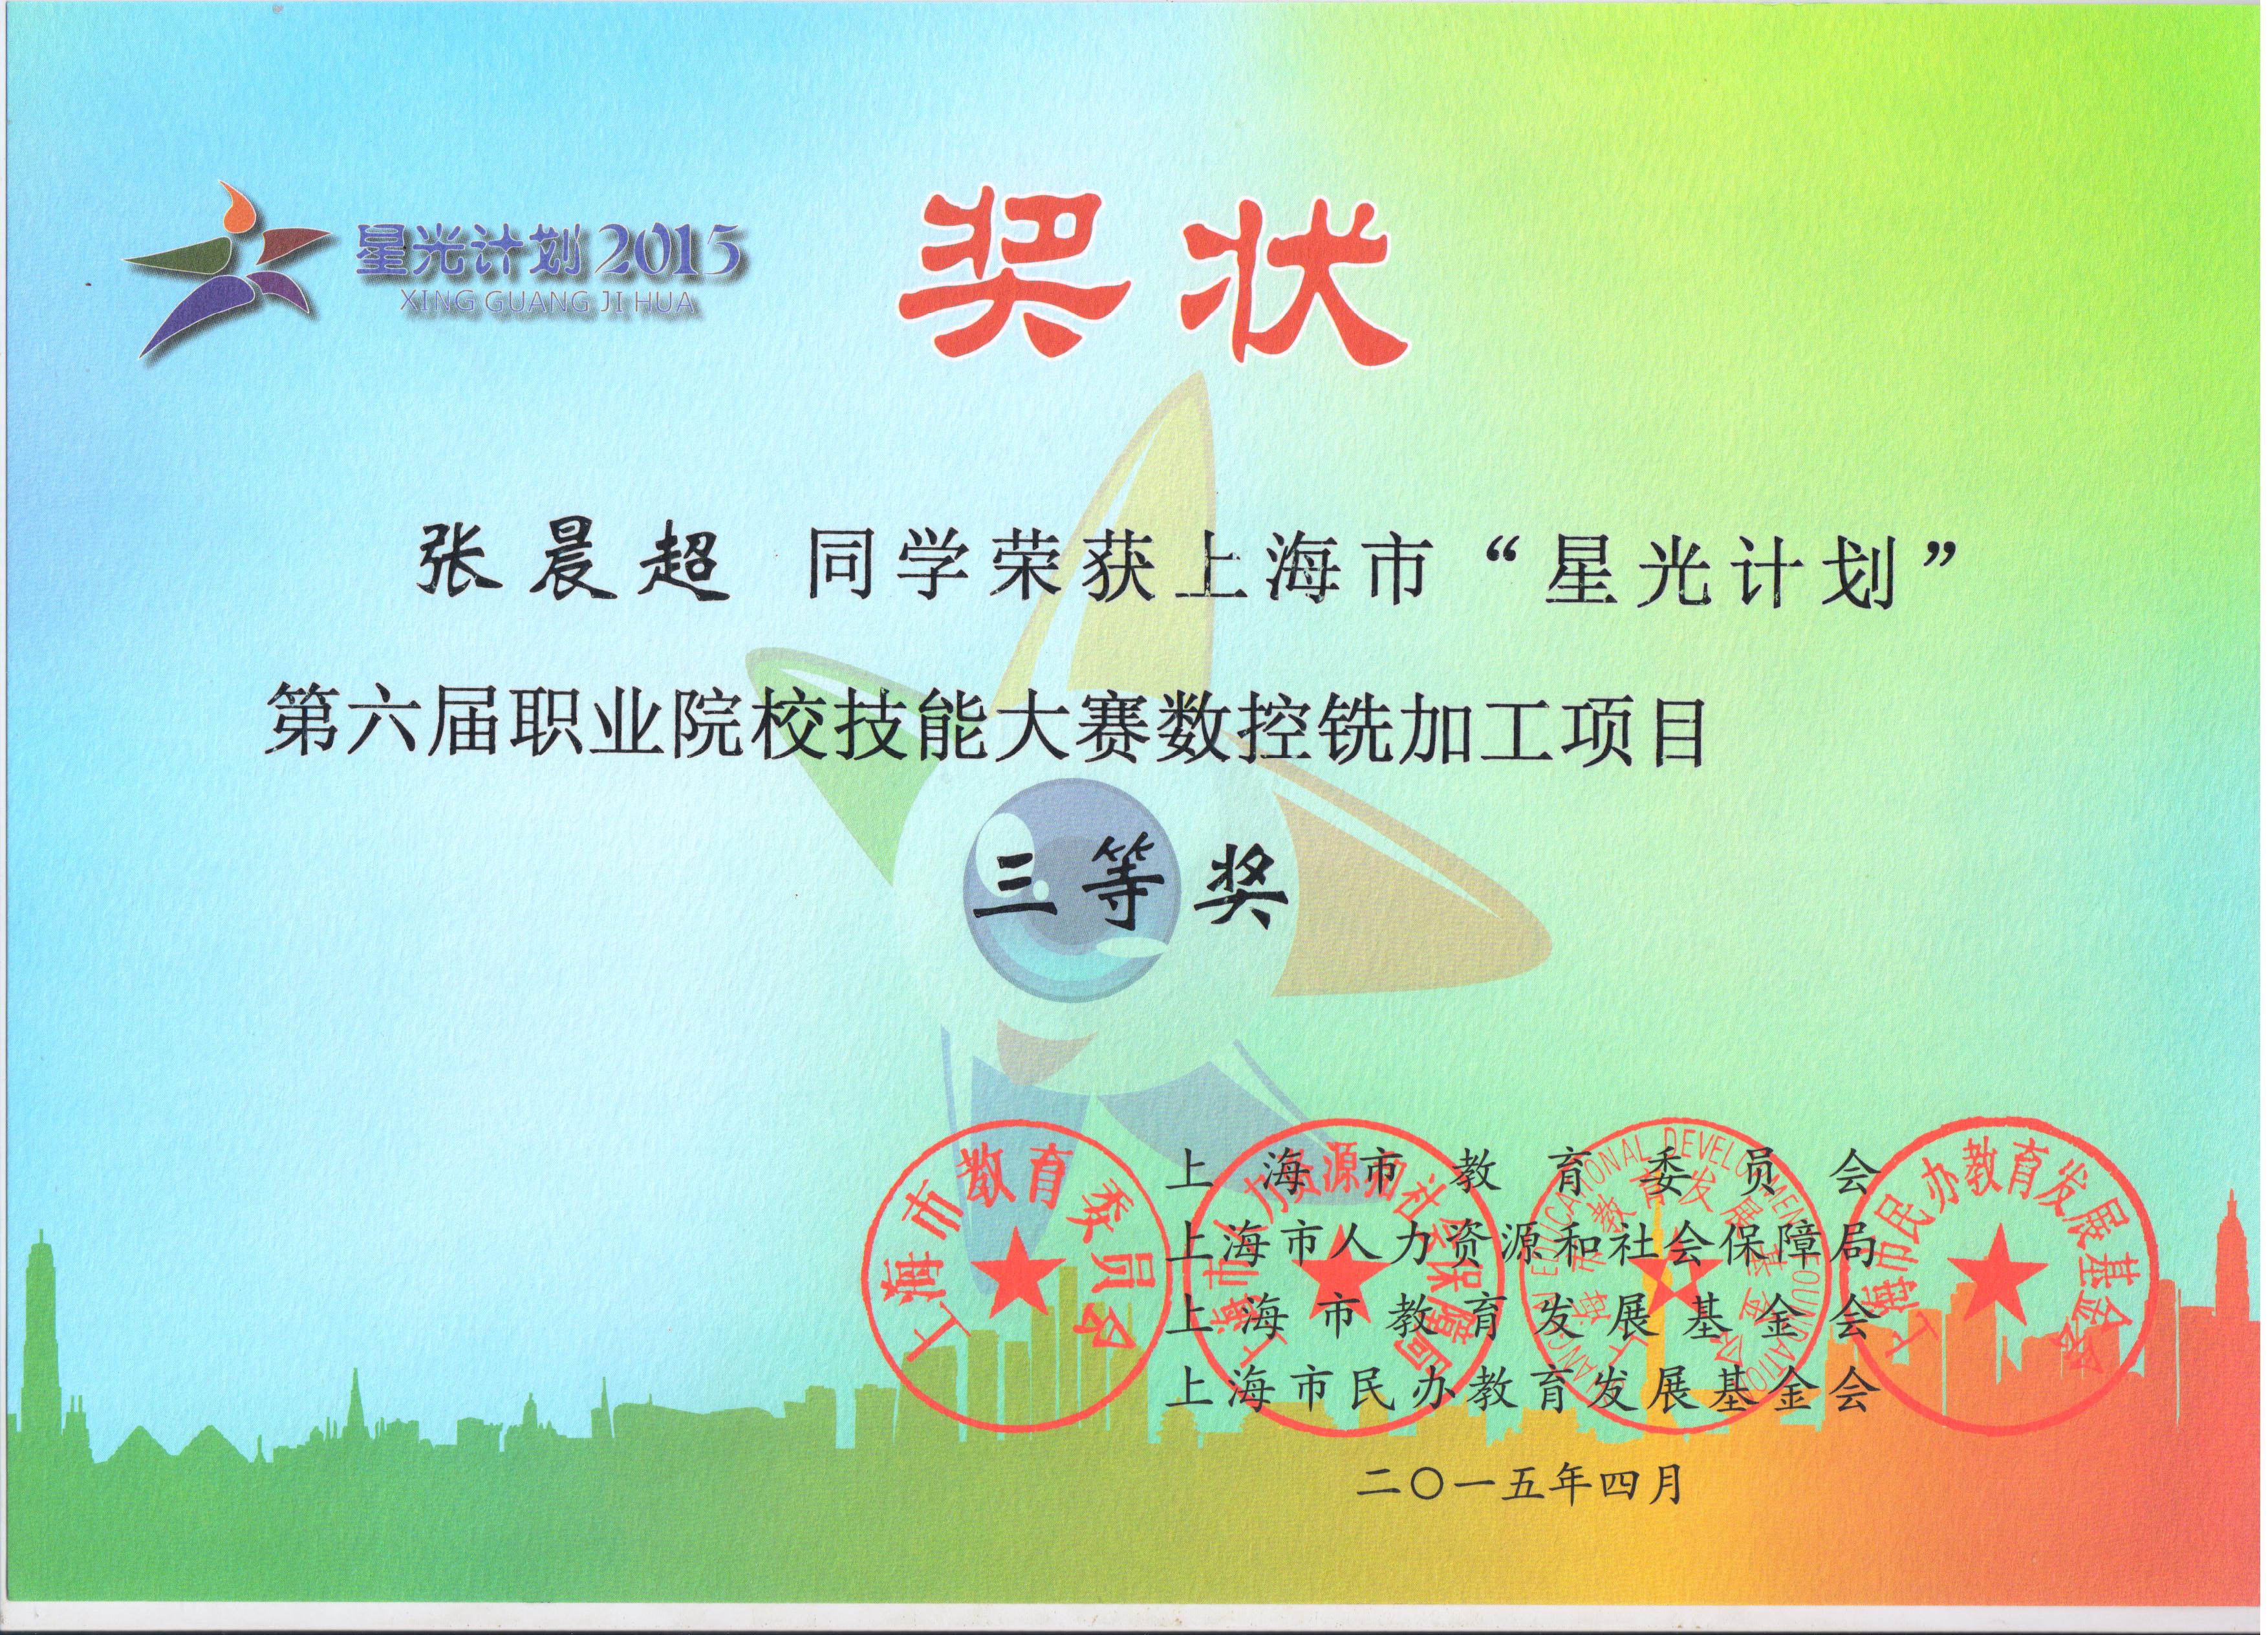 星光计划2015
XING GUANG JI HUA
奖状
张晨超 同学荣获上海市“星光计划”
第六届职业院校技能大赛数控铣加工项目
三等奖
上海市教育委员会
上海市人力资源和社会保障局
上海市教育发展基金会
上海市民办教育发展基金会
二〇一五年四月
上海市教育委员会
上海市人力资源和社会保障局
上海市教育发展基金会
SHANGHAI EDUCATIONAL DEVELOPMENT FOUNDATION
上海市民办教育发展基金会